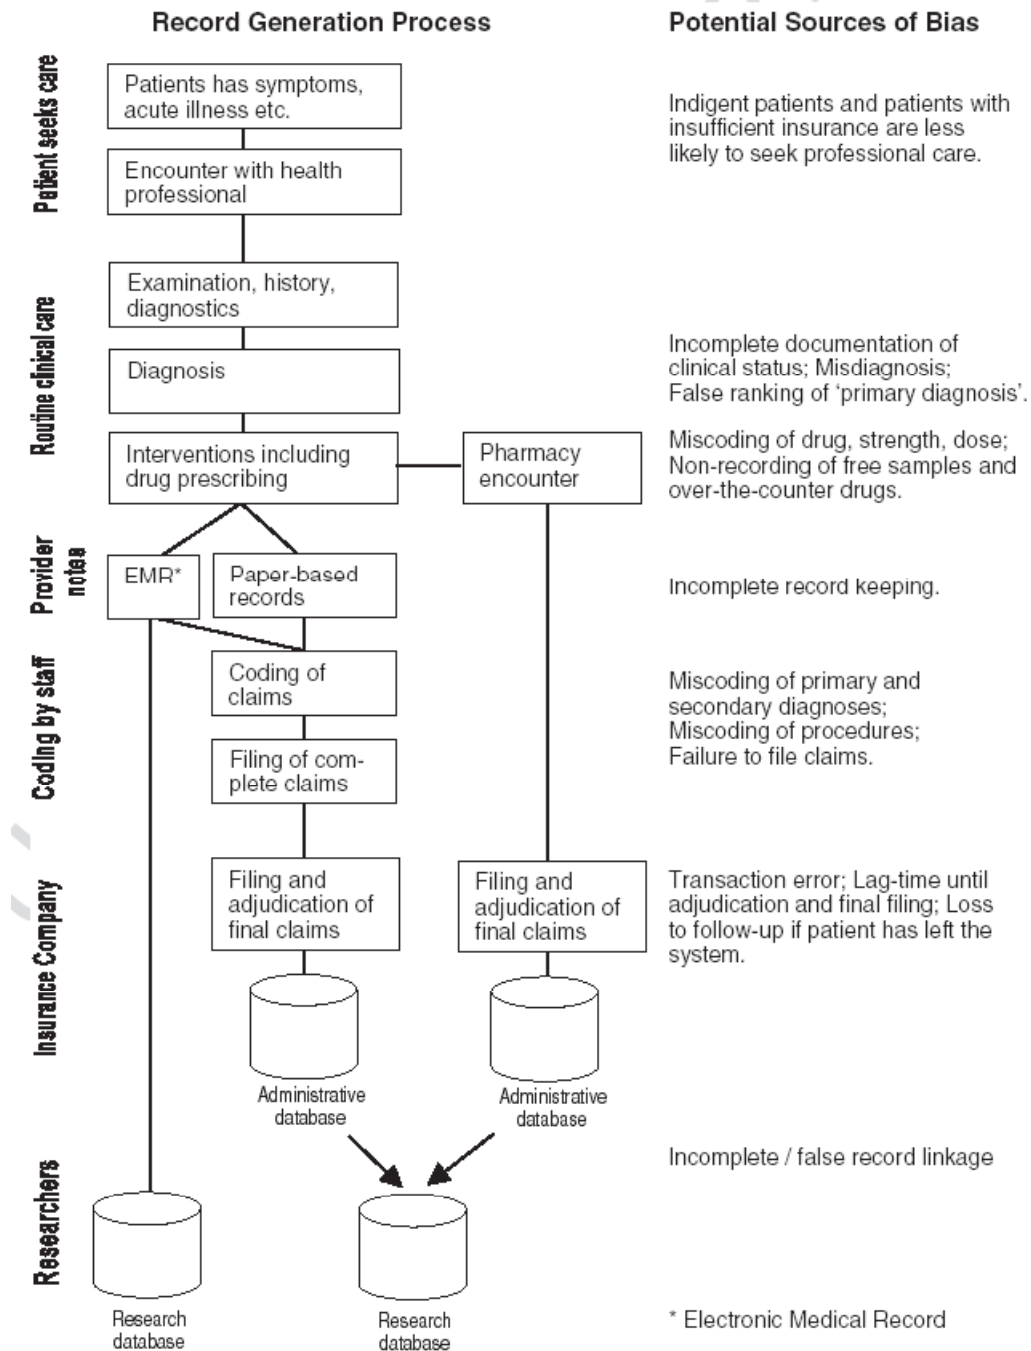 Record Generation Process
Potential Sources of Bias
Patient seeks care
Patients has symptoms,
acute illness etc.
Encounter with health
professional
Indigent patients and patients with
insufficient insurance are less
likely to seek professional care.
Routine clinical care
Examination, history,
diagnostics
Diagnosis
Incomplete documentation of
clinical status; Misdiagnosis;
False ranking of ‘primary diagnosis’.
Interventions including
drug prescribing
Pharmacy
encounter
Miscoding of drug, strength, dose;
Non-recording of free samples and
over-the-counter drugs.
Provider
notes
EMR*
Paper-based
records
Incomplete record keeping.
Coding by staff
Coding of
claims
Filing of com-
plete claims
Miscoding of primary and
secondary diagnoses;
Miscoding of procedures;
Failure to file claims.
Insurance Company
Filing and
adjudication of
final claims
Filing and
adjudication of
final claims
Transaction error; Lag-time until
adjudication and final filing; Loss
to follow-up if patient has left the
system.
Administrative
database
Administrative
database
Researchers
Incomplete / false record linkage
Research
database
Research
database
* Electronic Medical Record